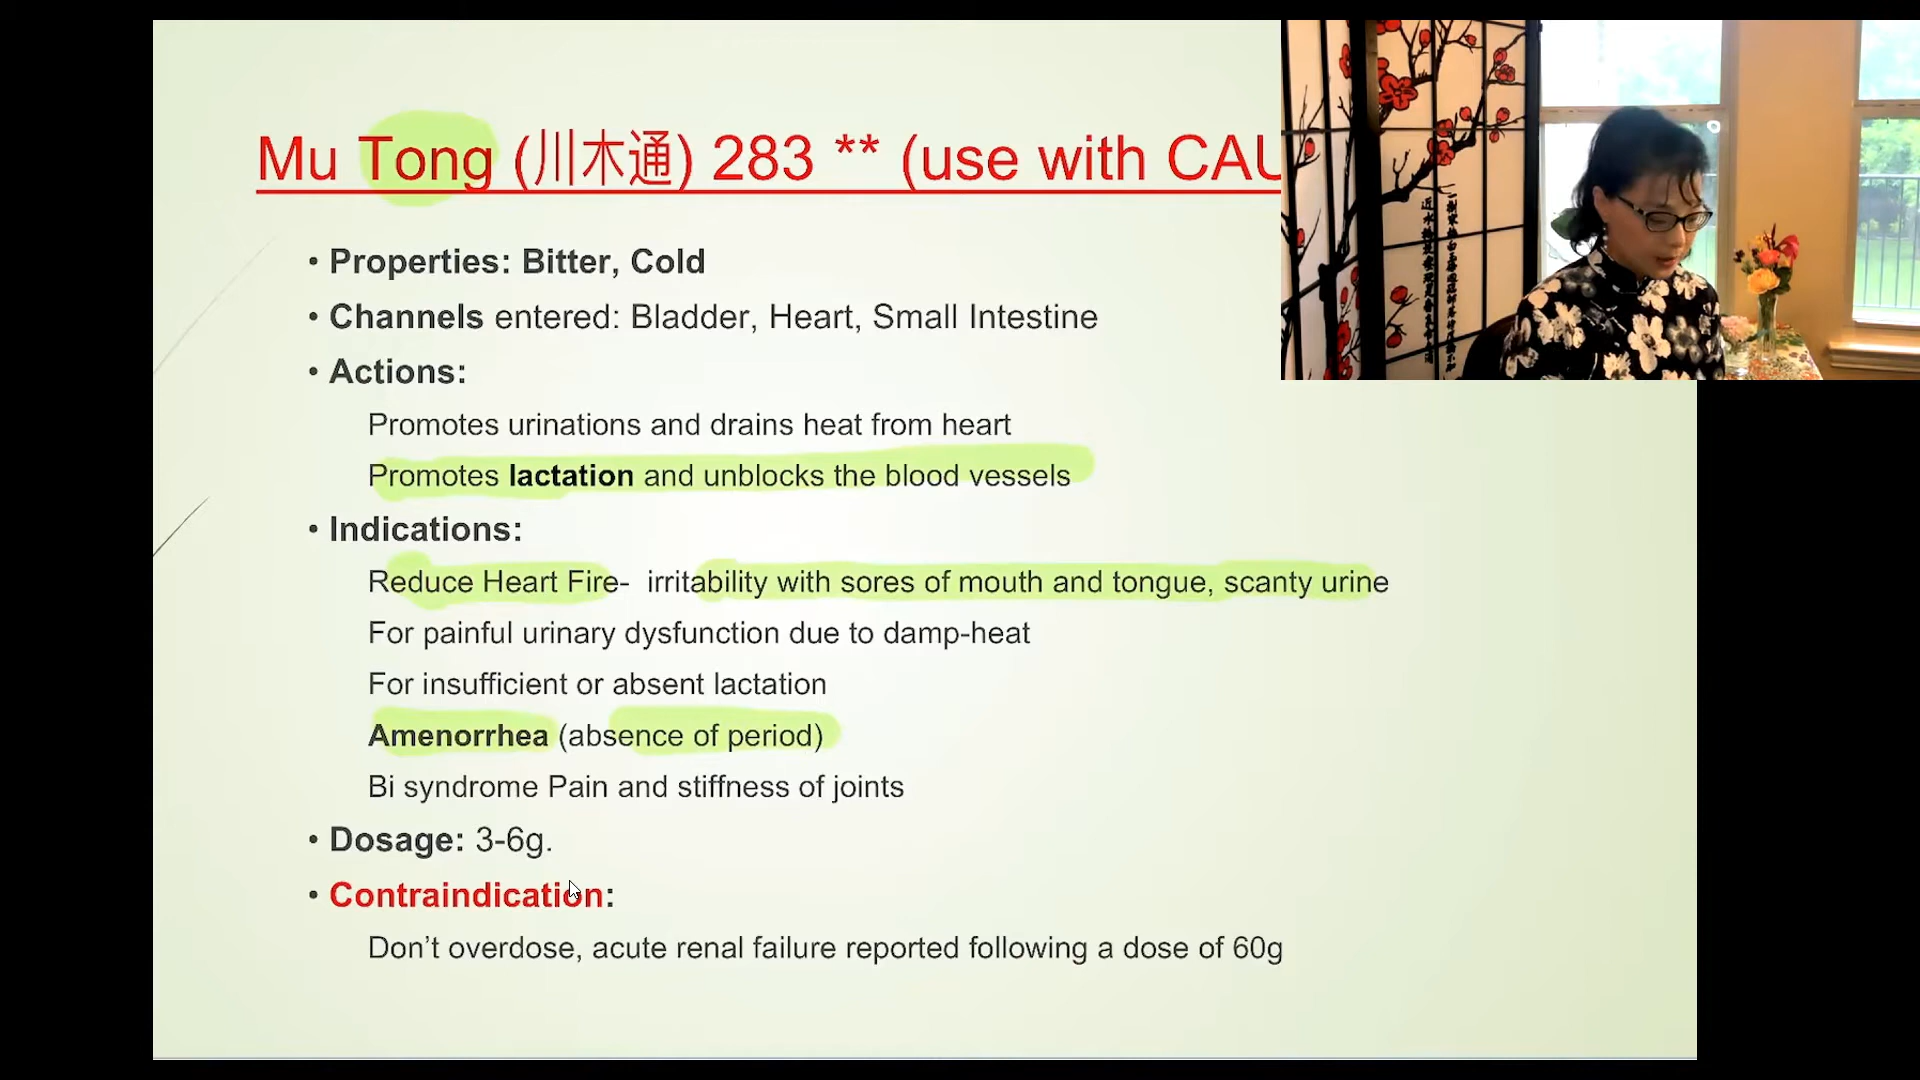 Mu Tong (川木通) 283 ** (use with CAU
• Properties: Bitter, Cold
• Channels entered: Bladder, Heart, Small Intestine
• Actions:
Promotes urinations and drains heat from heart
Promotes lactation and unblocks the blood vessels
• Indications:
Reduce Heart Fire-  irritability with sores of mouth and tongue, scanty urine
For painful urinary dysfunction due to damp-heat
For insufficient or absent lactation
Amenorrhea (absence of period)
Bi syndrome Pain and stiffness of joints
• Dosage: 3-6g.
• Contraindication:
Don’t overdose, acute renal failure reported following a dose of 60g